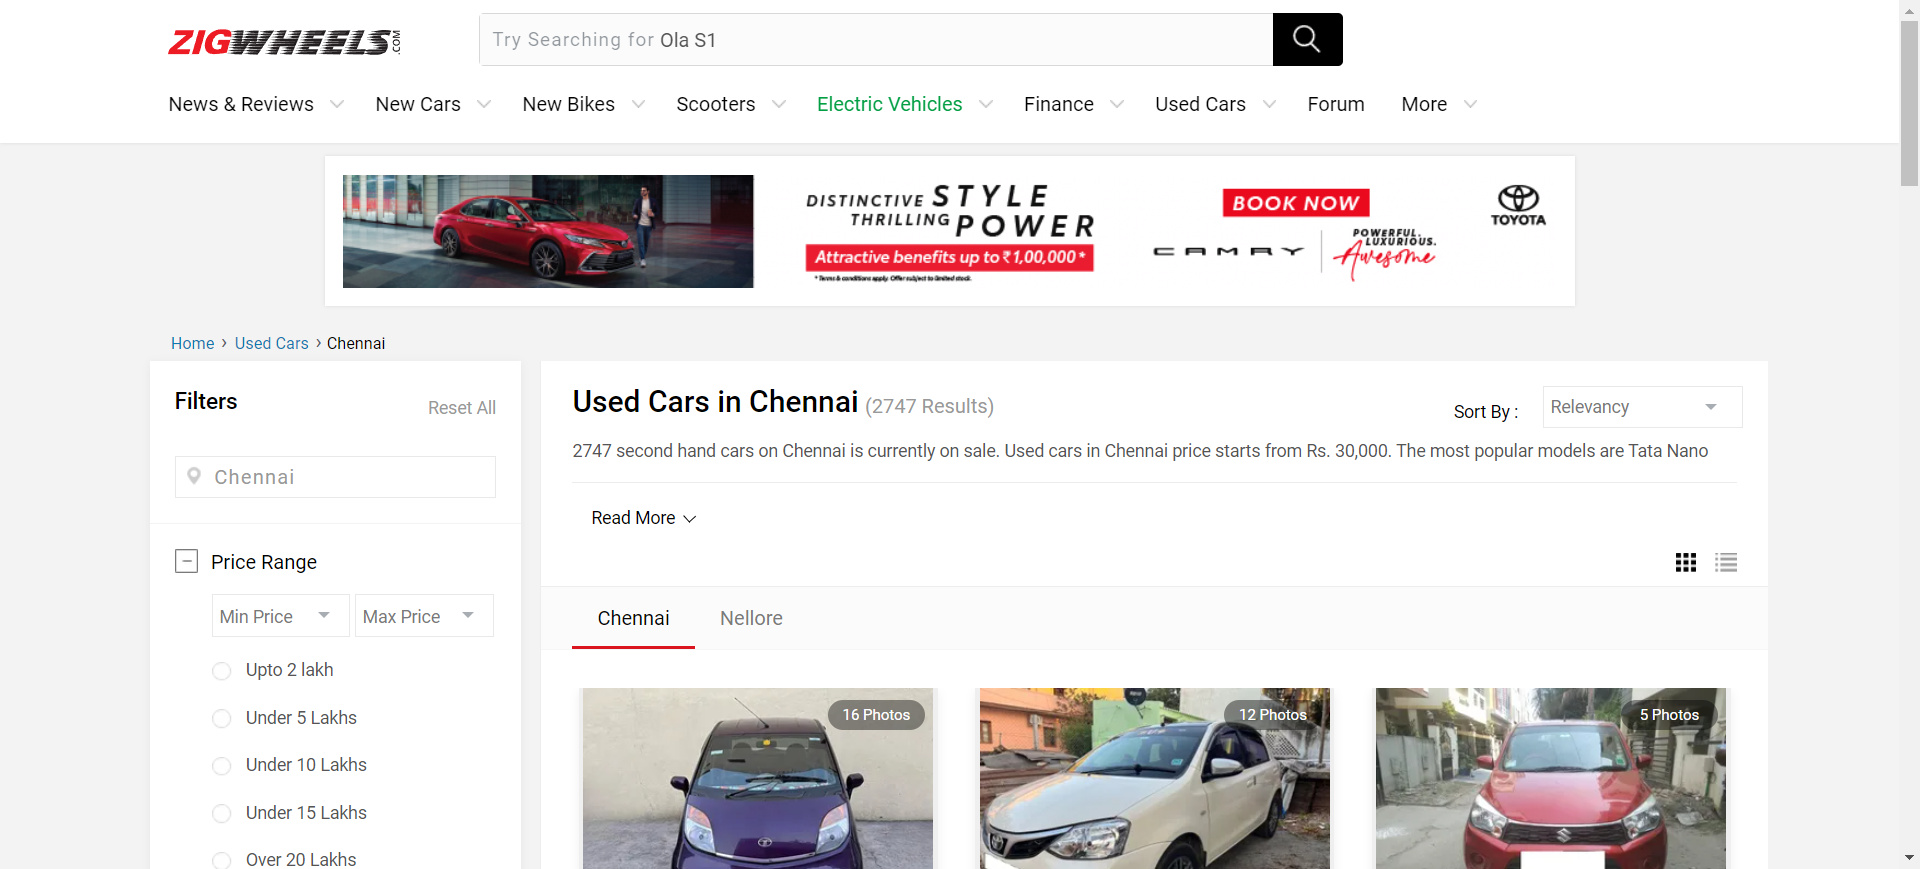 ZIGWHEELS.COM
Try Searching for Ola S1
News & Reviews New Cars New Bikes Scooters Electric Vehicles Finance Used Cars Forum More
DISTINCTIVE STYLE
THRILLING POWER
Attractive benefits up to ₹1,00,000*
*Terms & conditions apply. Offer subject to limited stock.
BOOK NOW
CAMRY
POWERFUL.
LUXURIOUS.
Awesome
TOYOTA
Home › Used Cars › Chennai
Filters
Reset All
Chennai
Price Range
Min Price Max Price
Upto 2 lakh
Under 5 Lakhs
Under 10 Lakhs
Under 15 Lakhs
Over 20 Lakhs
Used Cars in Chennai (2747 Results)
Sort By : Relevancy
2747 second hand cars on Chennai is currently on sale. Used cars in Chennai price starts from Rs. 30,000. The most popular models are Tata Nano
Read More
Chennai Nellore
16 Photos
12 Photos
5 Photos